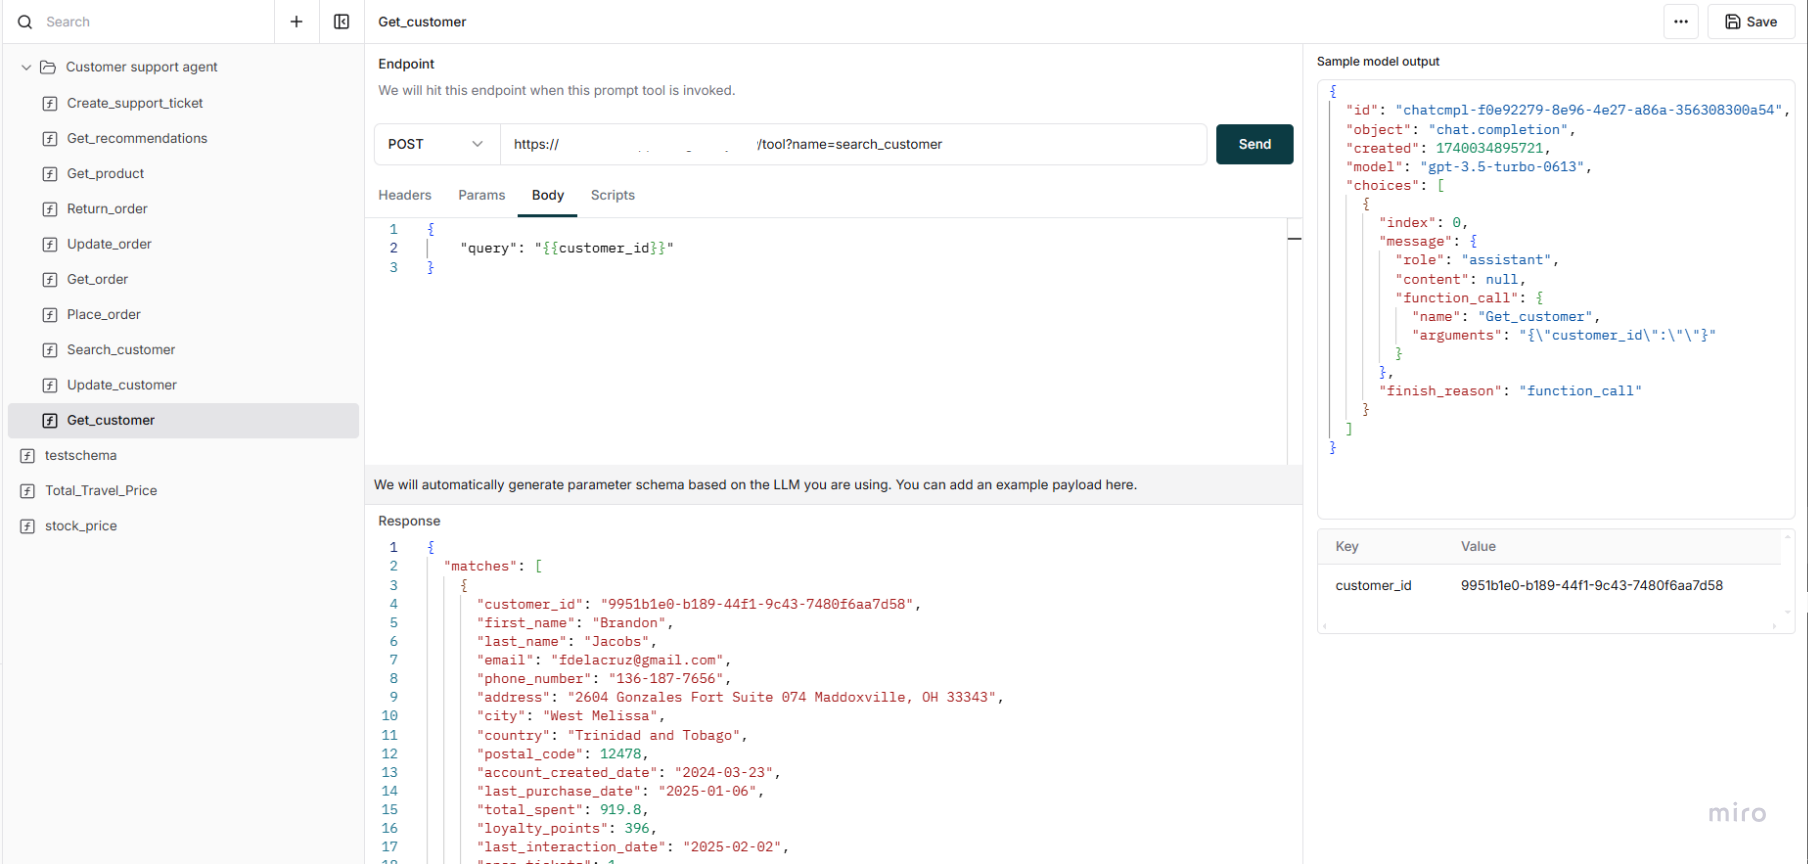 Search
Customer support agent
Create_support_ticket
Get_recommendations
Get_product
Return_order
Update_order
Get_order
Place_order
Search_customer
Update_customer
Get_customer
testschema
Total_Travel_Price
stock_price
Get_customer
Save
Endpoint
We will hit this endpoint when this prompt tool is invoked.
POST
https:// /tool?name=search_customer
Send
Headers Params Body Scripts
1 {
2 "query": "{{customer_id}}"
3 }
We will automatically generate parameter schema based on the LLM you are using. You can add an example payload here.
Response
1 {
2 "matches": [
3 {
4 "customer_id": "9951b1e0-b189-44f1-9c43-7480f6aa7d58",
5 "first_name": "Brandon",
6 "last_name": "Jacobs",
7 "email": "fdelacruz@gmail.com",
8 "phone_number": "136-187-7656",
9 "address": "2604 Gonzales Fort Suite 074 Maddoxville, OH 33343",
10 "city": "West Melissa",
11 "country": "Trinidad and Tobago",
12 "postal_code": 12478,
13 "account_created_date": "2024-03-23",
14 "last_purchase_date": "2025-01-06",
15 "total_spent": 919.8,
16 "loyalty_points": 396,
17 "last_interaction_date": "2025-02-02",
Sample model output
{
"id": "chatcmpl-f0e92279-8e96-4e27-a86a-356308300a54",
"object": "chat.completion",
"created": 1740034895721,
"model": "gpt-3.5-turbo-0613",
"choices": [
{
"index": 0,
"message": {
"role": "assistant",
"content": null,
"function_call": {
"name": "Get_customer",
"arguments": "{\"customer_id\":\"\"}"
}
},
"finish_reason": "function_call"
}
]
}
Key Value
customer_id 9951b1e0-b189-44f1-9c43-7480f6aa7d58
miro